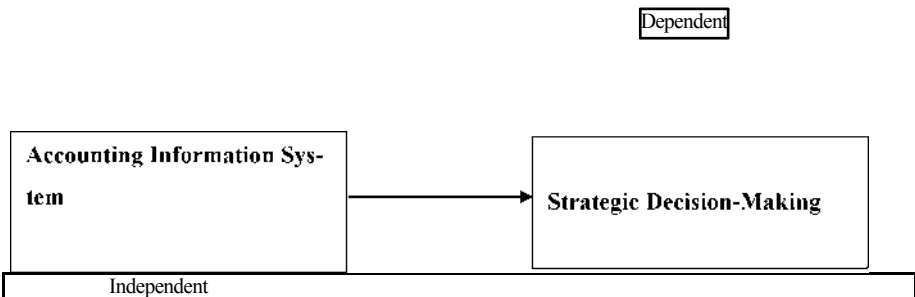 Dependent
Accounting Information Sys-
tem
Strategic Decision-Making
Independent